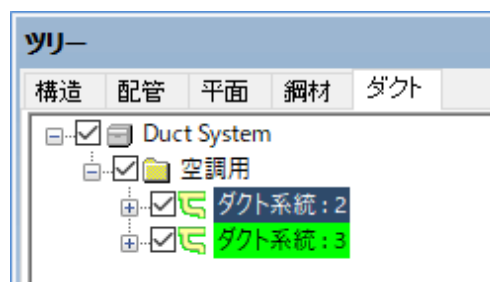 ツリー
構造 配管 平面 鋼材 ダクト
Duct System
空調用
ダクト系統 : 2
ダクト系統 : 3